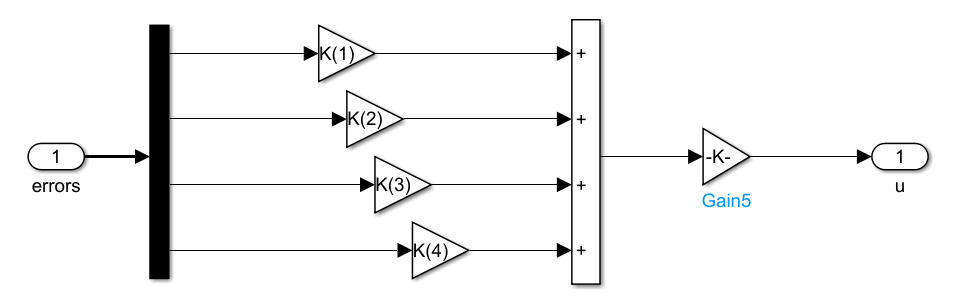 K(1)
+
K(2)
+
1
errors
-K-
Gain5
1
u
K(3)
+
K(4)
+